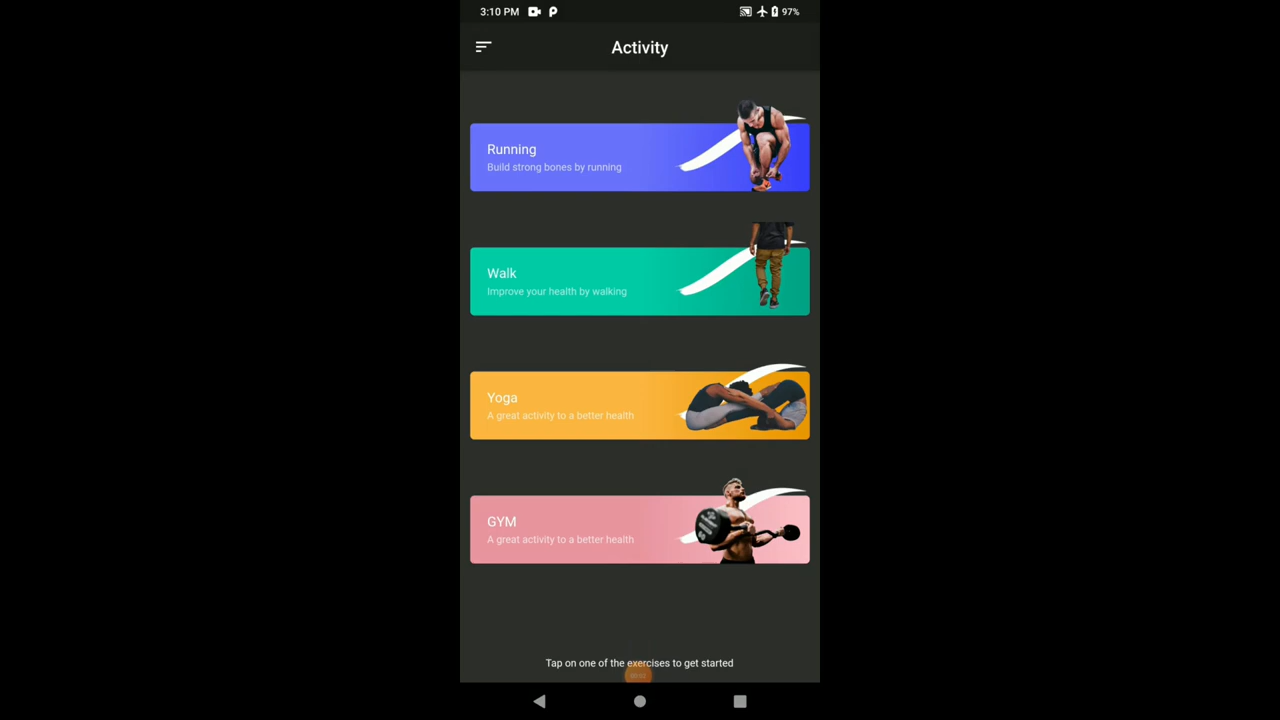 3:10 PM
97%
Activity
Running
Build strong bones by running
Walk
Improve your health by walking
Yoga
A great activity to a better health
GYM
A great activity to a better health
Tap on one of the exercises to get started